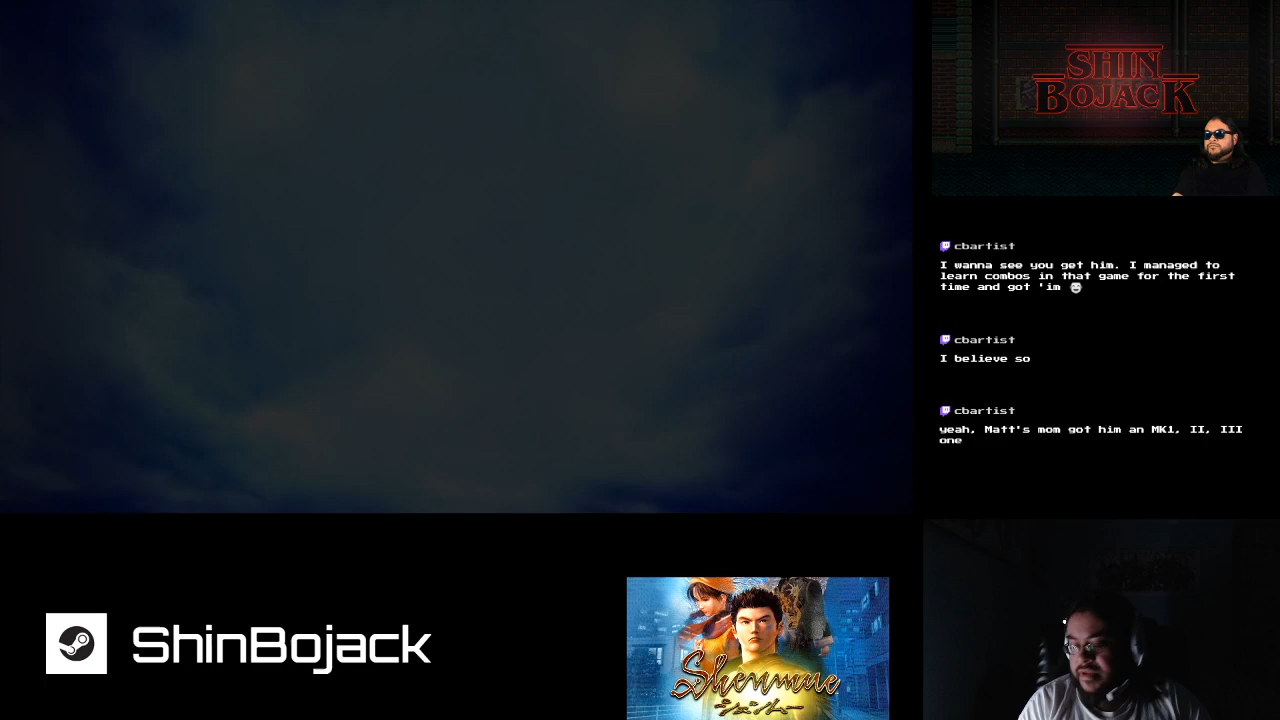 SHIN
BOJACK
cbartist
I wanna see you get him. I managed to
learn combos in that game for the first
time and got 'im
cbartist
I believe so
cbartist
yeah, Matt's mom got him an MK1, II, III
one
ShinBojack
Shenmue
シェンムー